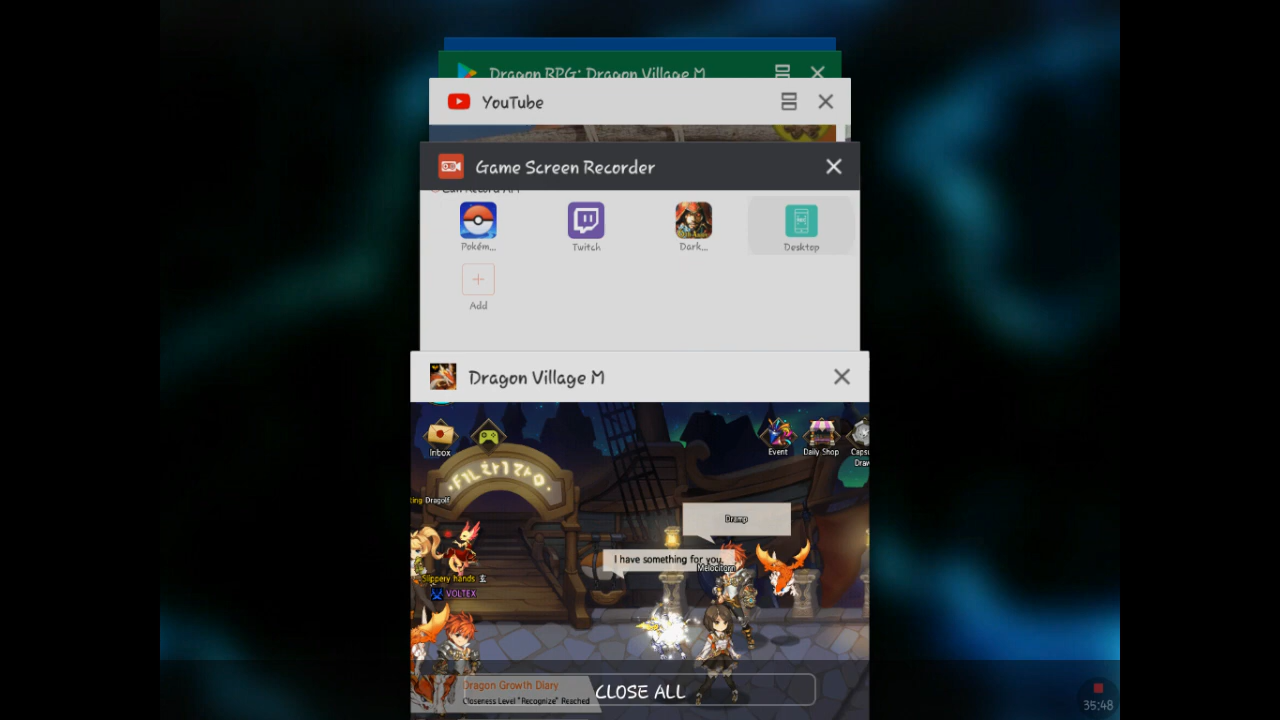 Dragon RPG: Dragon Village M
YouTube
Game Screen Recorder
Pokém...
Twitch
Dark...
Desktop
Add
Dragon Village M
Inbox
Event
Daily Shop
Dragolf
Dramp
I have something for you.
Melocitorn
Slippery hands
VOLTEX
Dragon Growth Diary
Closeness Level "Recognize" Reached
CLOSE ALL
35:48